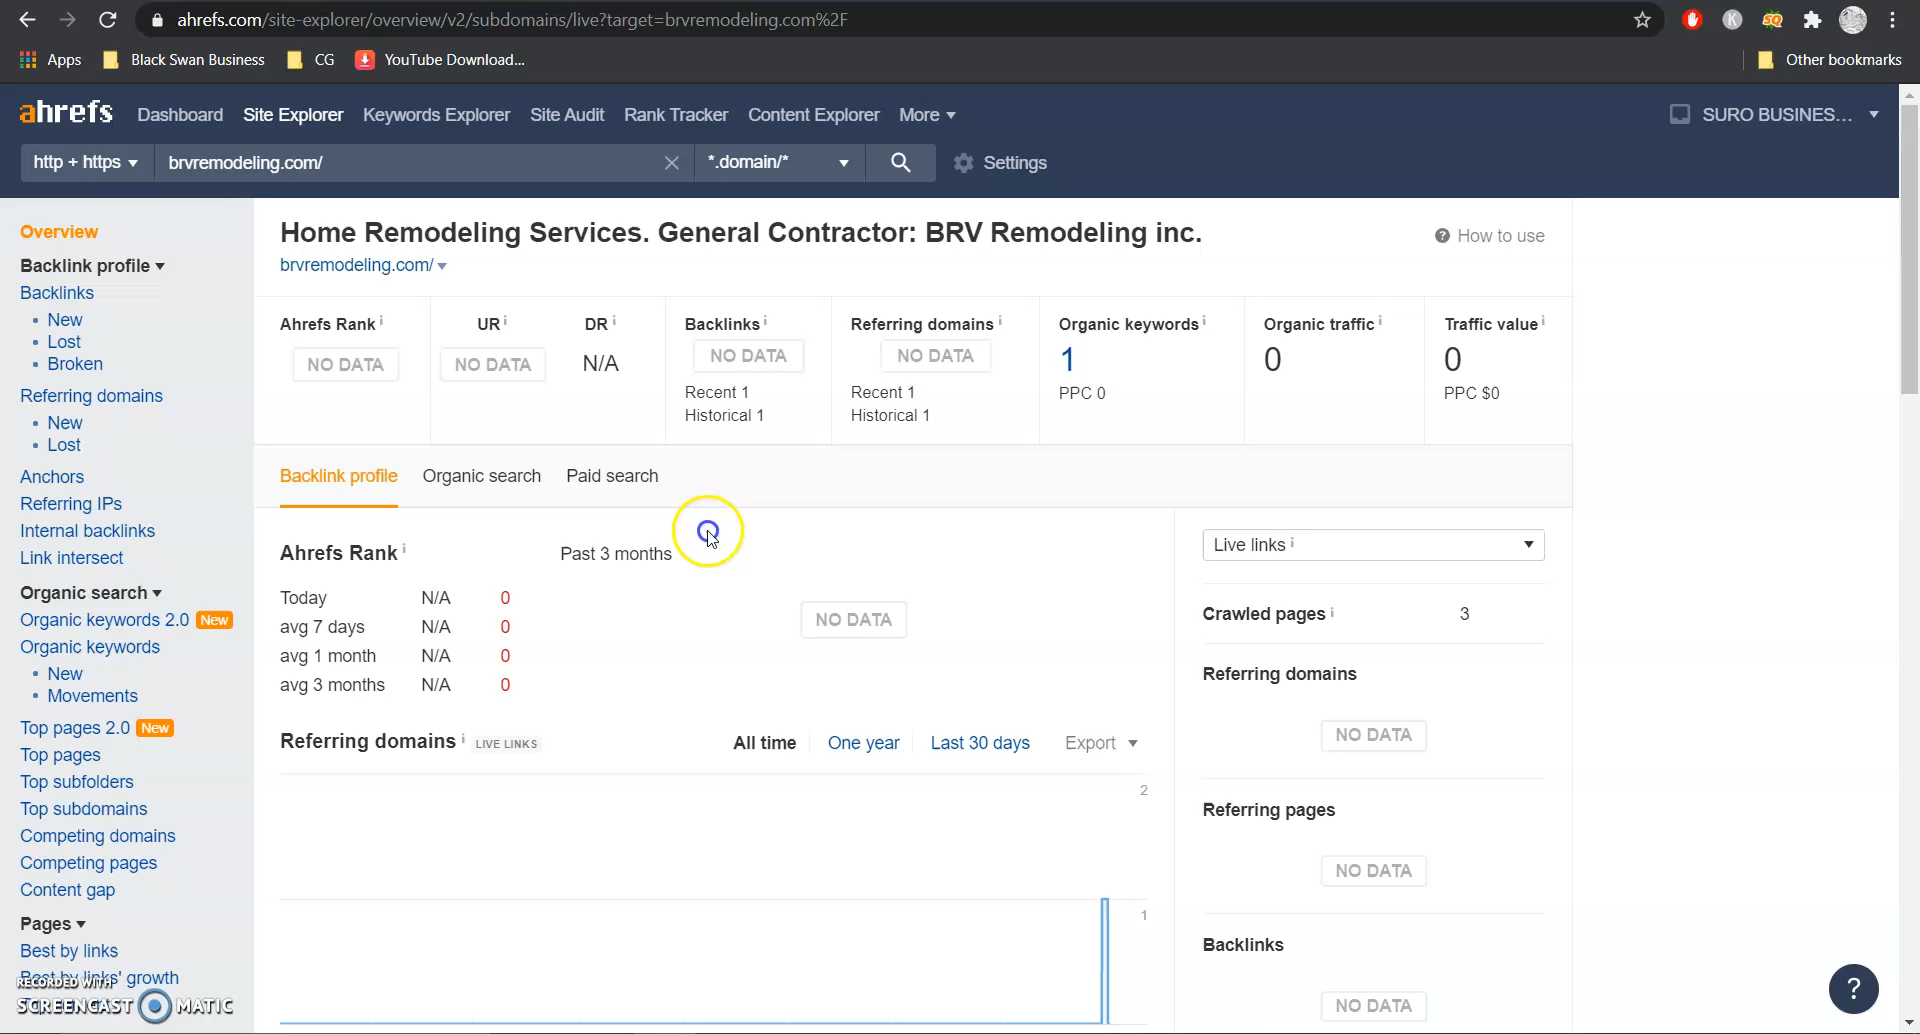 ahrefs.com/site-explorer/overview/v2/subdomains/live?target=brvremodeling.com%2F
K
SQ
Apps
Black Swan Business
CG
YouTube Download...
Other bookmarks
ahrefs
Dashboard
Site Explorer
Keywords Explorer
Site Audit
Rank Tracker
Content Explorer
More
SURO BUSINES...
http + https
brvremodeling.com/
*.domain/*
Settings
Overview
Backlink profile
Backlinks
New
Lost
Broken
Referring domains
New
Lost
Anchors
Referring IPs
Internal backlinks
Link intersect
Organic search
Organic keywords 2.0 New
Organic keywords
New
Movements
Top pages 2.0 New
Top pages
Top subfolders
Top subdomains
Competing domains
Competing pages
Content gap
Pages
Best by links
Best by links' growth
RECORDED WITH
SCREENCAST MATIC
Home Remodeling Services. General Contractor: BRV Remodeling inc.
How to use
brvremodeling.com/
Ahrefs Rank i
NO DATA
UR i
NO DATA
DR i
N/A
Backlinks i
NO DATA
Recent 1
Historical 1
Referring domains i
NO DATA
Recent 1
Historical 1
Organic keywords i
1
PPC 0
Organic traffic i
0
Traffic value i
0
PPC $0
Backlink profile
Organic search
Paid search
Ahrefs Rank i
Past 3 months
Today N/A 0
avg 7 days N/A 0
avg 1 month N/A 0
avg 3 months N/A 0
NO DATA
Referring domains i LIVE LINKS
All time
One year
Last 30 days
Export
2
1
Live links i
Crawled pages i 3
Referring domains
NO DATA
Referring pages
NO DATA
Backlinks
NO DATA
?